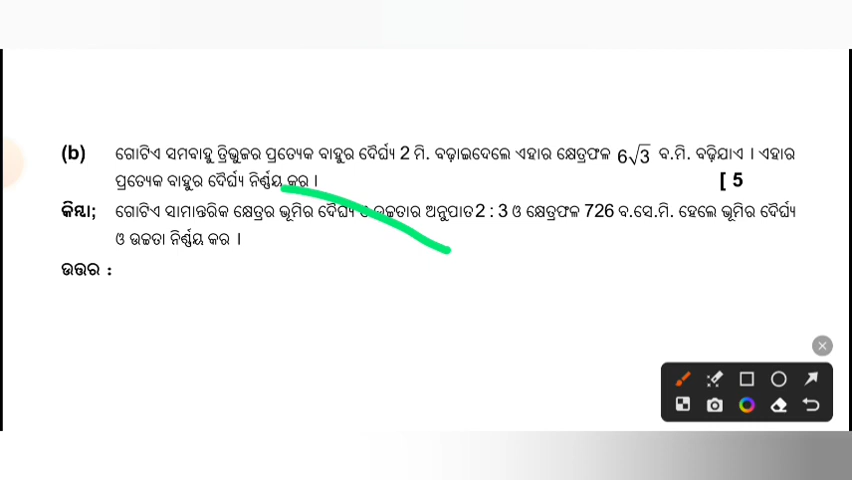 (b) ଗୋଟିଏ ସମବାହୁ ତ୍ରିଭୁଜର ପ୍ରତ୍ୟେକ ବାହୁର ଦୈର୍ଘ୍ୟ 2 ମି. ବଢ଼ାଇଦେଲେ ଏହାର କ୍ଷେତ୍ରଫଳ 6√3 ବ.ମି. ବଢ଼ିଯାଏ । ଏହାର
ପ୍ରତ୍ୟେକ ବାହୁର ଦୈର୍ଘ୍ୟ ନିର୍ଣ୍ଣୟ କର । [ 5
କିମ୍ବା; ଗୋଟିଏ ସାମାନ୍ତରିକ କ୍ଷେତ୍ରର ଭୂମିର ଦୈର୍ଘ୍ୟ ଓ ଉଚ୍ଚତାର ଅନୁପାତ 2 : 3 ଓ କ୍ଷେତ୍ରଫଳ 726 ବ.ସେ.ମି. ହେଲେ ଭୂମିର ଦୈର୍ଘ୍ୟ
ଓ ଉଚ୍ଚତା ନିର୍ଣ୍ଣୟ କର ।
ଉତ୍ତର :